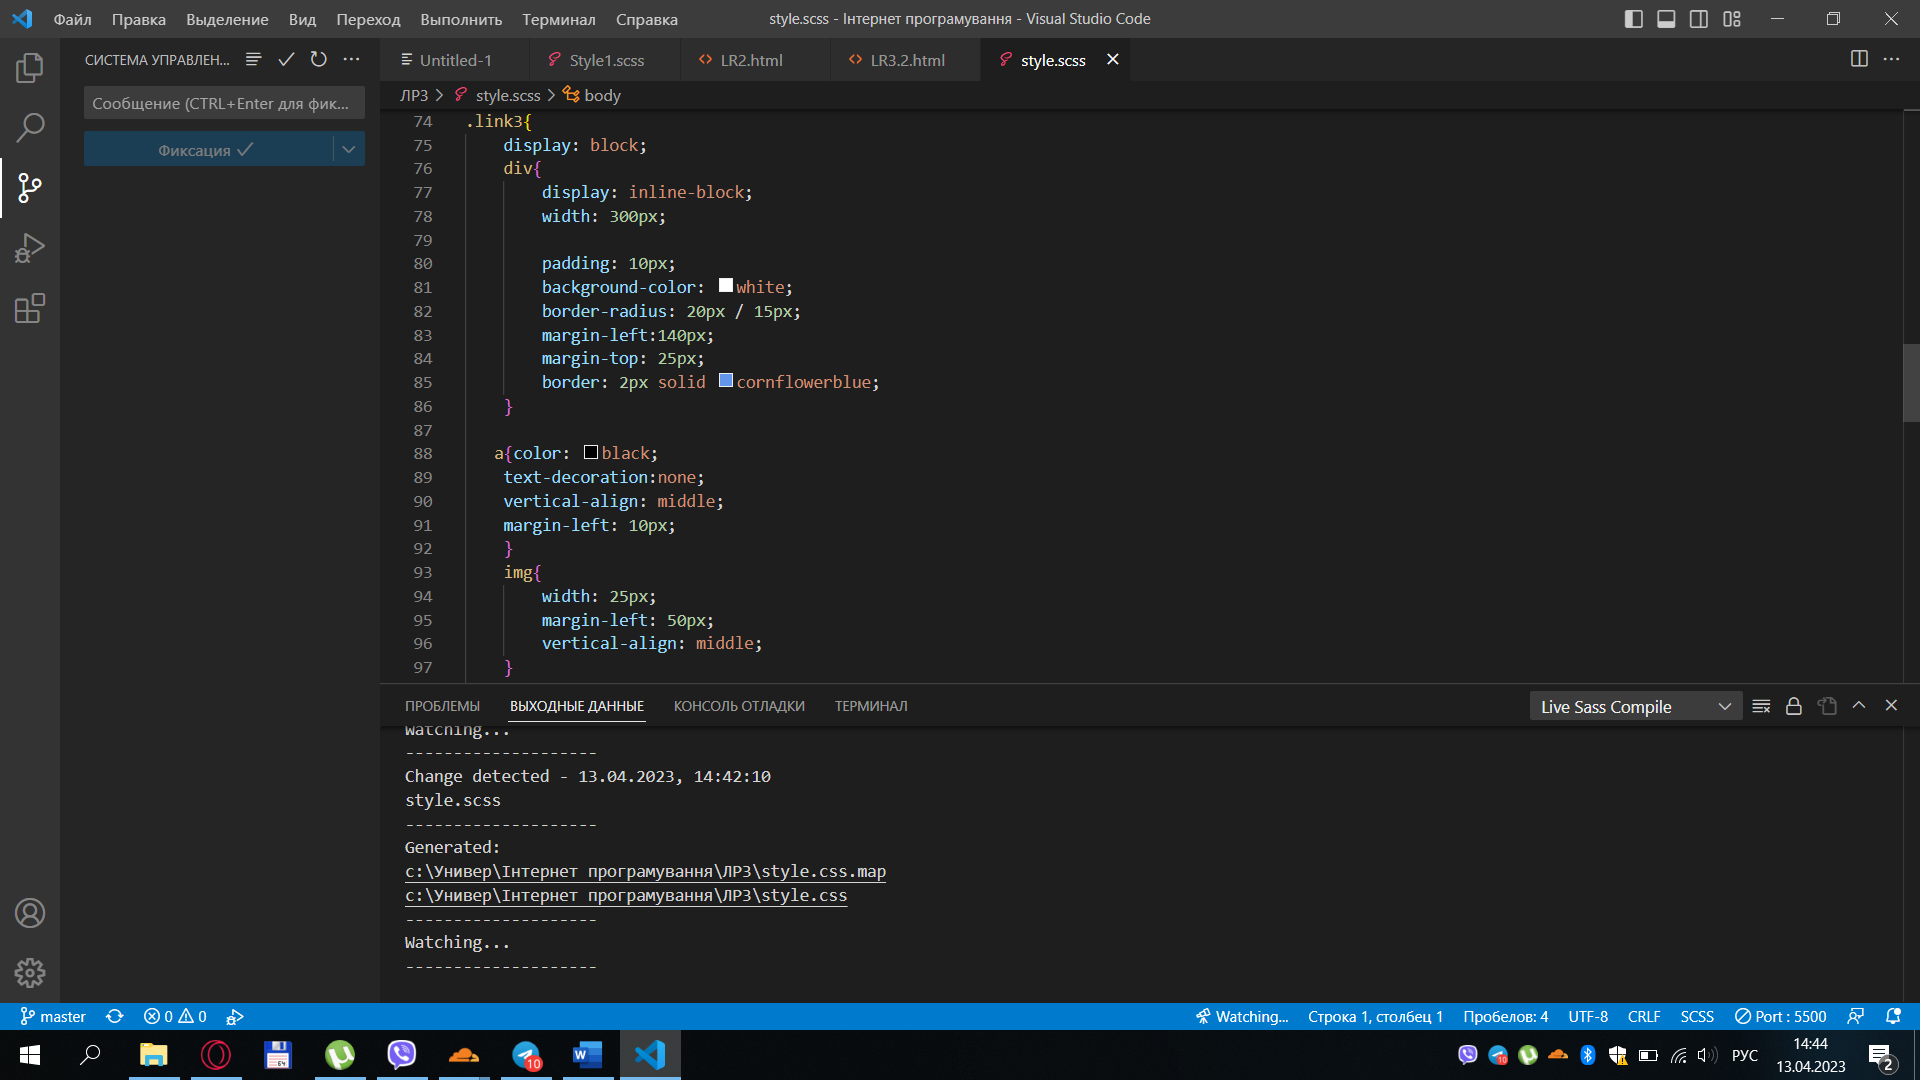 Файл Правка Выделение Вид Переход Выполнить Терминал Справка
style.scss - Інтернет програмування - Visual Studio Code
СИСТЕМА УПРАВЛЕН...
Untitled-1
Style1.scss
LR2.html
LR3.2.html
style.scss
Сообщение (CTRL+Enter для фик...
Фиксация
ЛР3 > style.scss > body
74 .link3{
75 display: block;
76 div{
77 display: inline-block;
78 width: 300px;
79
80 padding: 10px;
81 background-color: white;
82 border-radius: 20px / 15px;
83 margin-left:140px;
84 margin-top: 25px;
85 border: 2px solid cornflowerblue;
86 }
87
88 a{color: black;
89 text-decoration:none;
90 vertical-align: middle;
91 margin-left: 10px;
92 }
93 img{
94 width: 25px;
95 margin-left: 50px;
96 vertical-align: middle;
97 }
ПРОБЛЕМЫ ВЫХОДНЫЕ ДАННЫЕ КОНСОЛЬ ОТЛАДКИ ТЕРМИНАЛ
Live Sass Compile
Watching...
--------------------
Change detected - 13.04.2023, 14:42:10
style.scss
--------------------
Generated:
c:\Универ\Інтернет програмування\ЛР3\style.css.map
c:\Универ\Інтернет програмування\ЛР3\style.css
--------------------
Watching...
--------------------
master 0 0
Watching... Строка 1, столбец 1 Пробелов: 4 UTF-8 CRLF SCSS Port : 5500
64
10
W
10
РУС
14:44
13.04.2023
2